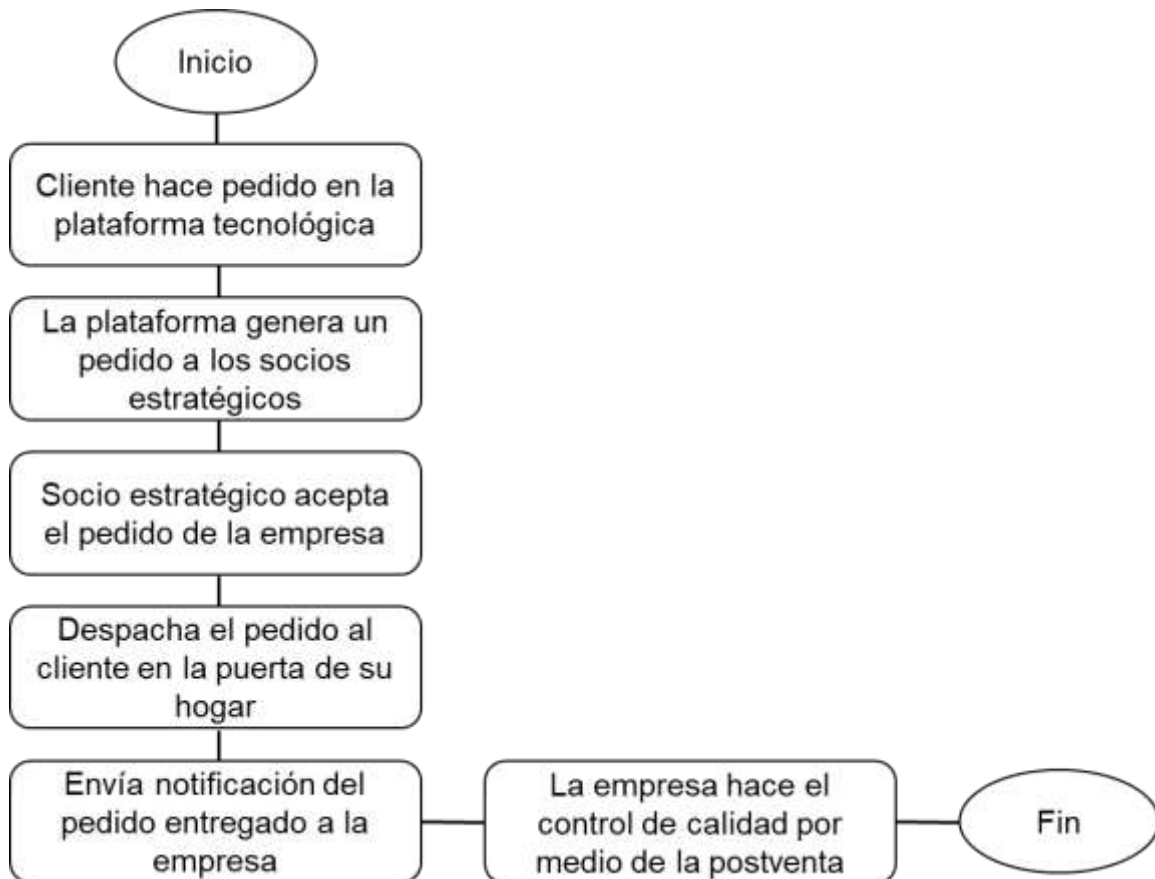 Inicio
Cliente hace pedido en la
plataforma tecnológica
La plataforma genera un
pedido a los socios
estratégicos
Socio estratégico acepta
el pedido de la empresa
Despacha el pedido al
cliente en la puerta de su
hogar
Envía notificación del
pedido entregado a la
empresa
La empresa hace el
control de calidad por
medio de la postventa
Fin